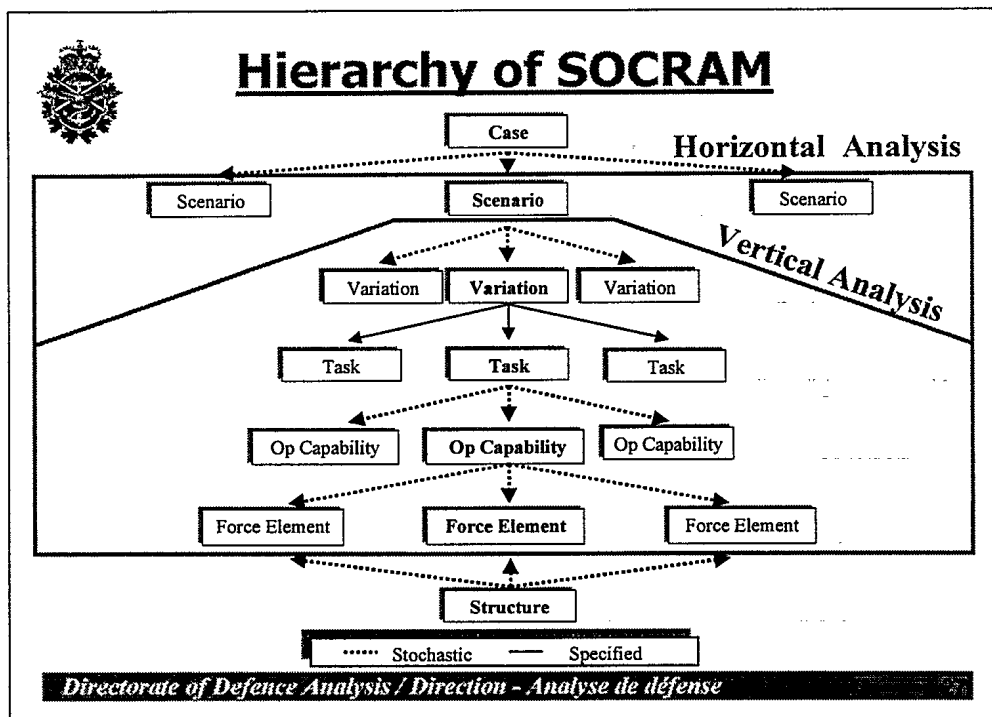 Hierarchy of SOCRAM
Case
Horizontal Analysis
Scenario Scenario Scenario
Vertical Analysis
Variation Variation Variation
Task Task Task
Op Capability Op Capability Op Capability
Force Element Force Element Force Element
Structure
Stochastic Specified
Directorate of Defence Analysis / Direction - Analyse de défense